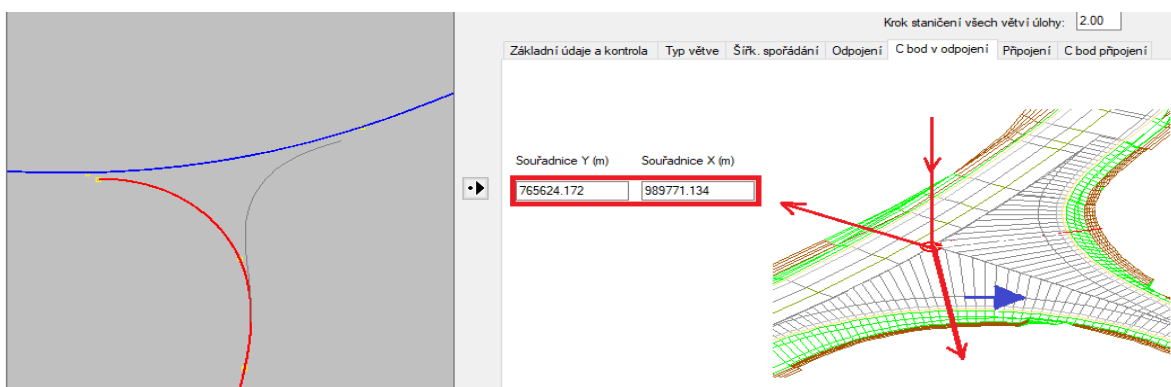 Krok staničení všech větví úlohy: 2.00
Základní údaje a kontrola Typ větve Šířk. spořádání Odpojení C bod v odpojení Připojení C bod připojení
Souřadnice Y (m) Souřadnice X (m)
765624.172 989771.134